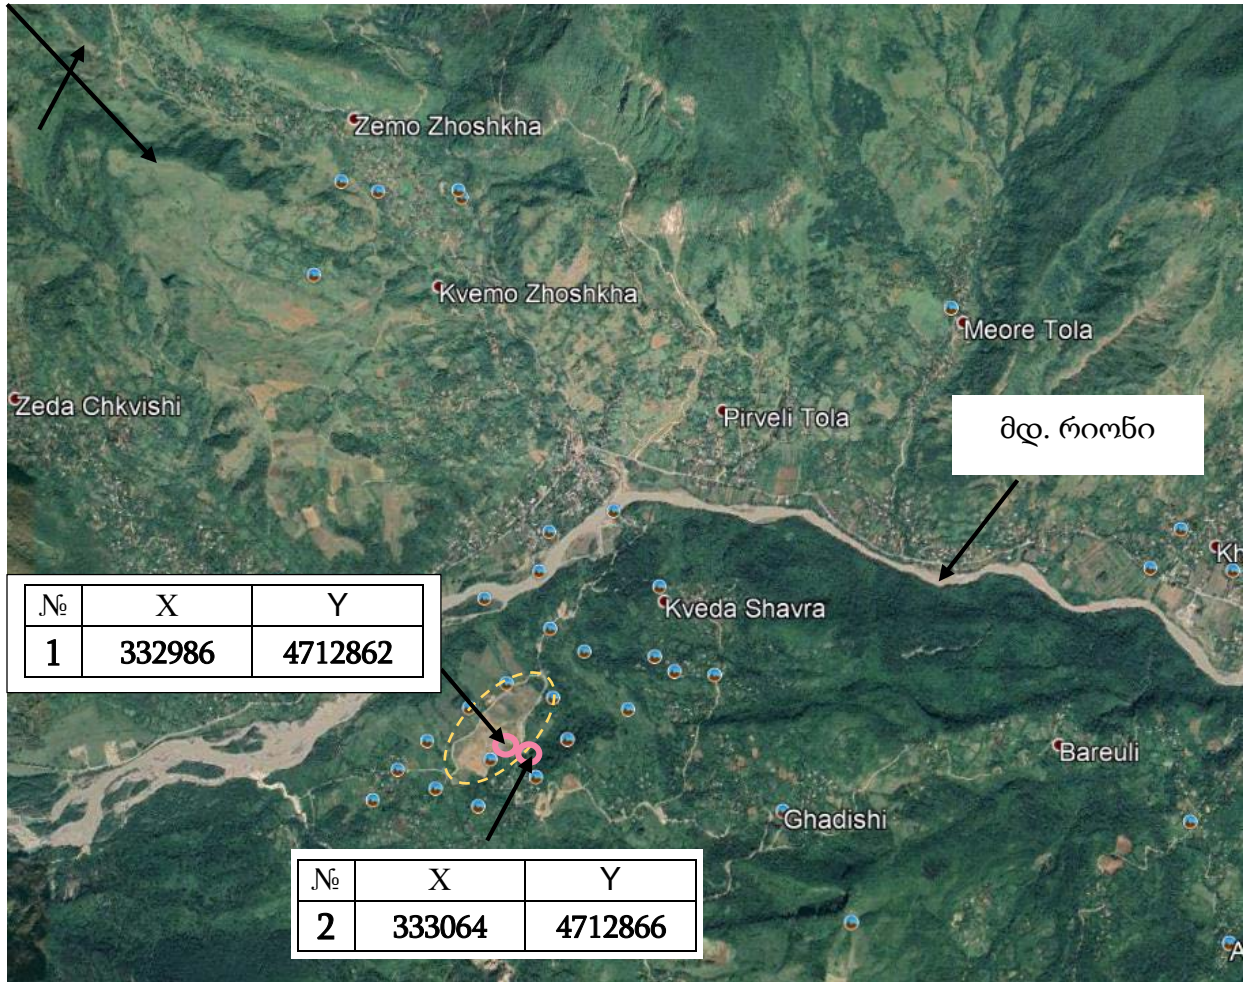 Zemo Zhoshkha
Kvemo Zhoshkha
Meore Tola
Zeda Chkvishi
Pirveli Tola
მდ. რიონი
Kh
Kveda Shavra
№ X Y
1 332986 4712862
Bareuli
Ghadishi
№ X Y
2 333064 4712866
A